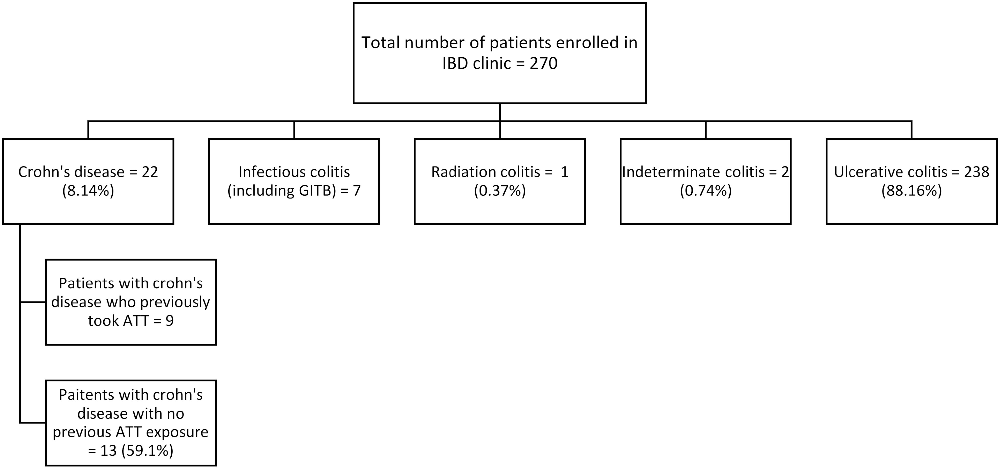 Total number of patients enrolled in
IBD clinic = 270
Crohn's disease = 22
(8.14%)
Infectious colitis
(including GITB) = 7
Radiation colitis =  1
(0.37%)
Indeterminate colitis = 2
(0.74%)
Ulcerative colitis = 238
(88.16%)
Patients with crohn's
disease who previously
took ATT = 9
Paitents with crohn's
disease with no
previous ATT exposure
= 13 (59.1%)